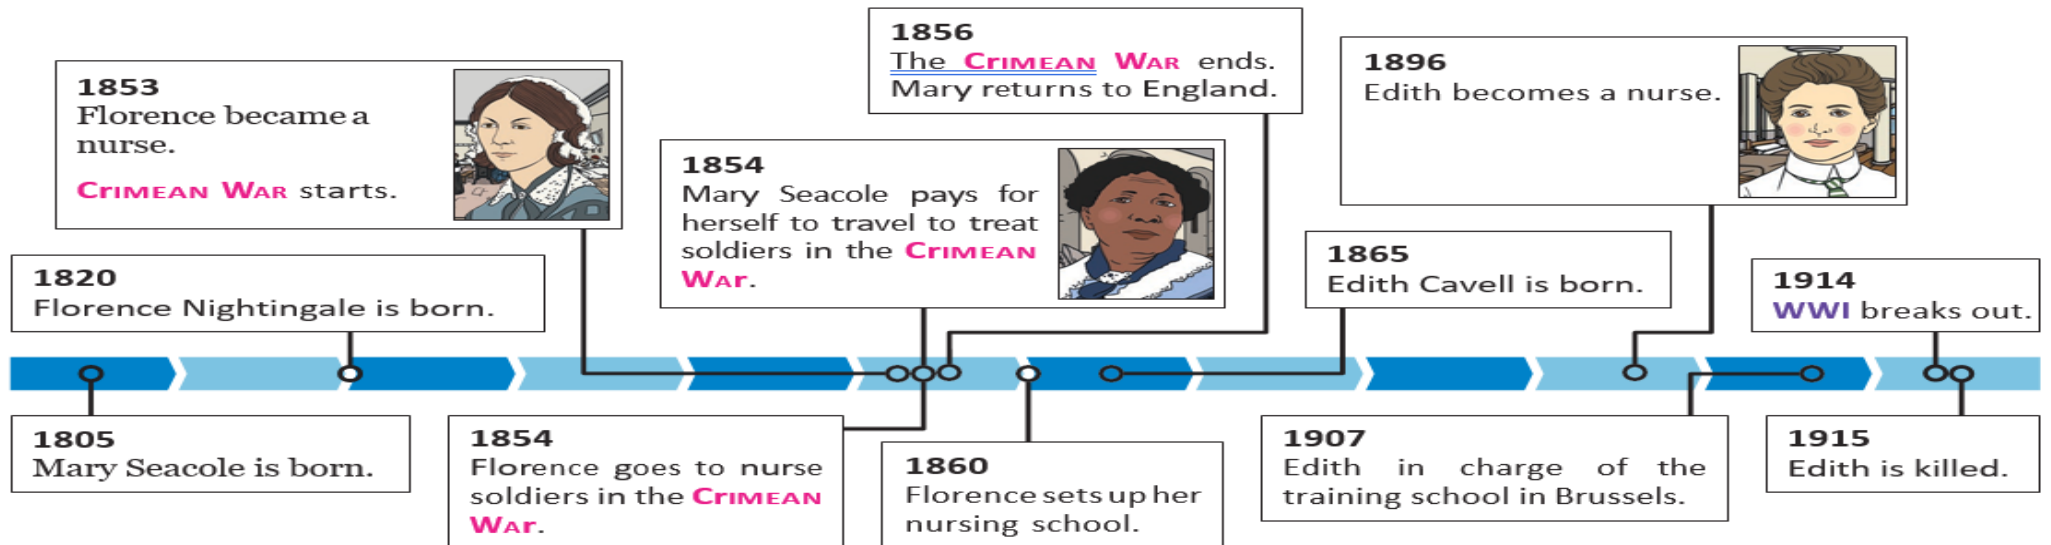 1853
Florence became a
nurse.
CRIMEAN WAR starts.
1820
Florence Nightingale is born.
1856
The CRIMEAN WAR ends.
Mary returns to England.
1854
Mary Seacole pays for
herself to travel to treat
soldiers in the CRIMEAN
WAr.
1896
Edith becomes a nurse.
1865
Edith Cavell is born.
1914
WWI breaks out.
1805
Mary Seacole is born.
1854
Florence goes to nurse
soldiers in the CRIMEAN
WAr.
1860
Florence sets up her
nursing school.
1907
Edith in charge of the
training school in Brussels.
1915
Edith is killed.